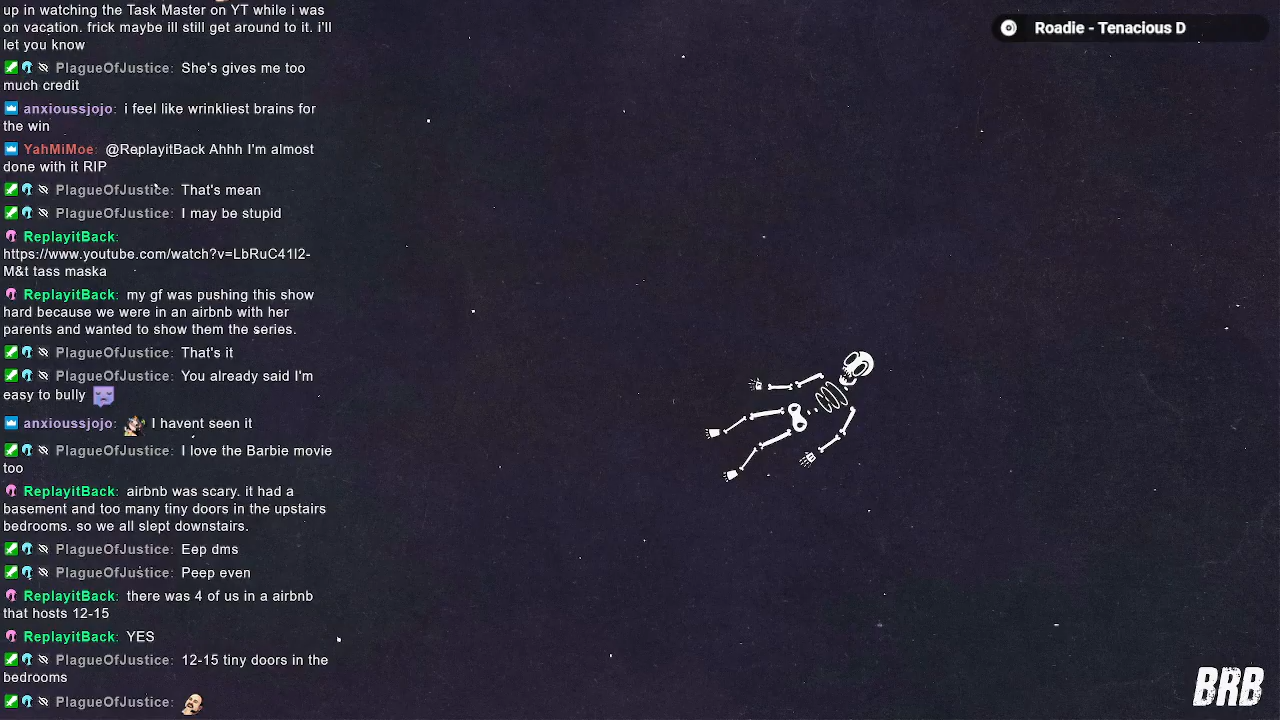 up in watching the Task Master on YT while i was
on vacation. frick maybe ill still get around to it. i'll
let you know
PlagueOfJustice: She's gives me too
much credit
anxioussjojo: i feel like wrinkliest brains for
the win
YahMiMoe: @ReplayitBack Ahhh I'm almost
done with it RIP
PlagueOfJustice: That's mean
PlagueOfJustice: I may be stupid
ReplayitBack:
https://www.youtube.com/watch?v=LbRuC41l2-
M&t tass maska
ReplayitBack: my gf was pushing this show
hard because we were in an airbnb with her
parents and wanted to show them the series.
PlagueOfJustice: That's it
PlagueOfJustice: You already said I'm
easy to bully
anxioussjojo: I havent seen it
PlagueOfJustice: I love the Barbie movie
too
ReplayitBack: airbnb was scary. it had a
basement and too many tiny doors in the upstairs
bedrooms. so we all slept downstairs.
PlagueOfJustice: Eep dms
PlagueOfJustice: Peep even
ReplayitBack: there was 4 of us in a airbnb
that hosts 12-15
ReplayitBack: YES
PlagueOfJustice: 12-15 tiny doors in the
bedrooms
PlagueOfJustice:
Roadie - Tenacious D
BRB